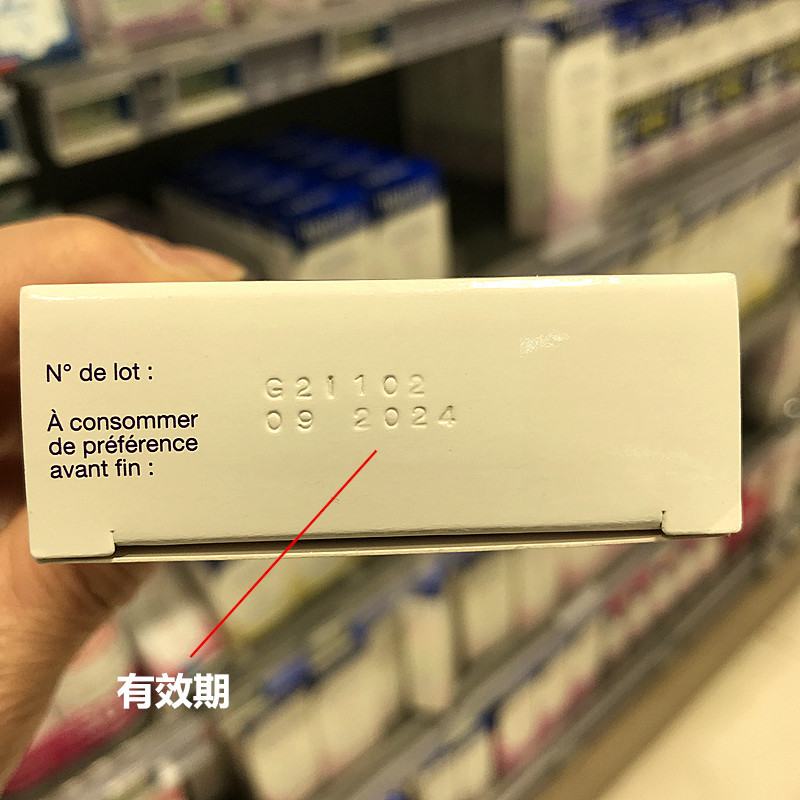 N° de lot :
G21102
À consommer
de préférence
avant fin :
09 2024
有效期